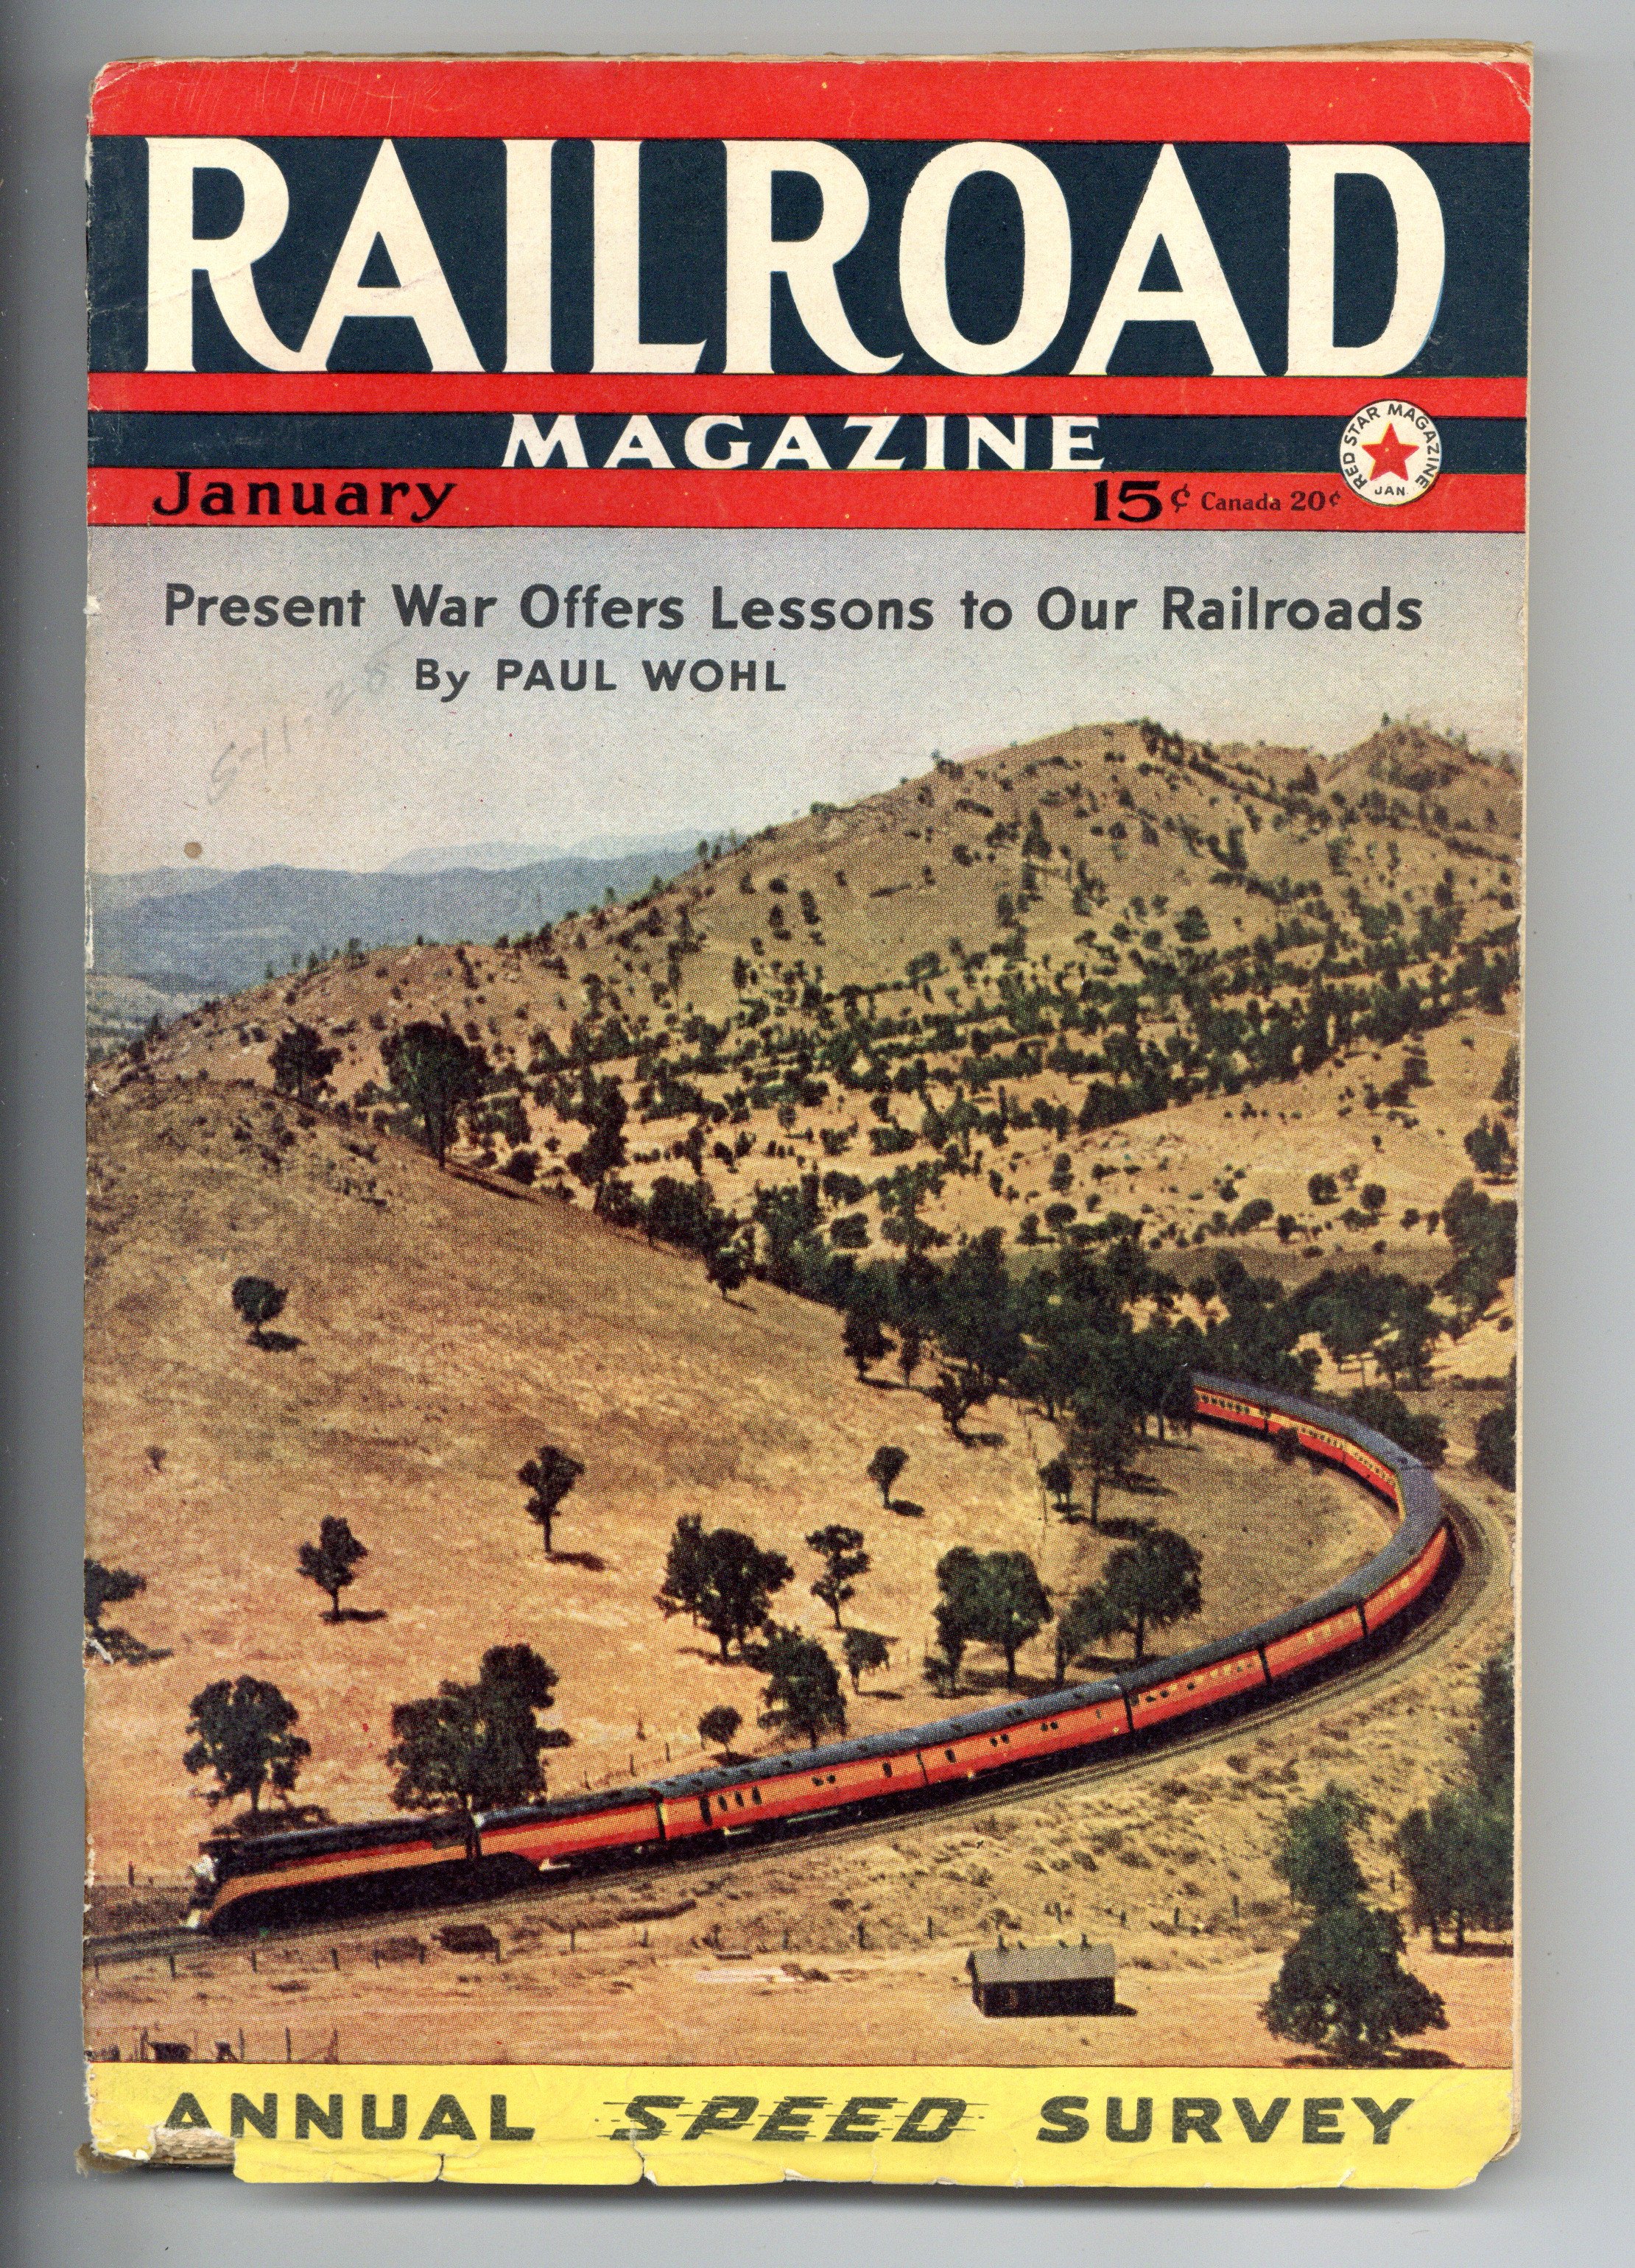 RAILROAD
MAGAZINE
January
15¢ Canada 20¢
RED STAR MAGAZINE
JAN.
Present War Offers Lessons to Our Railroads
By PAUL WOHL
ANNUAL SPEED SURVEY